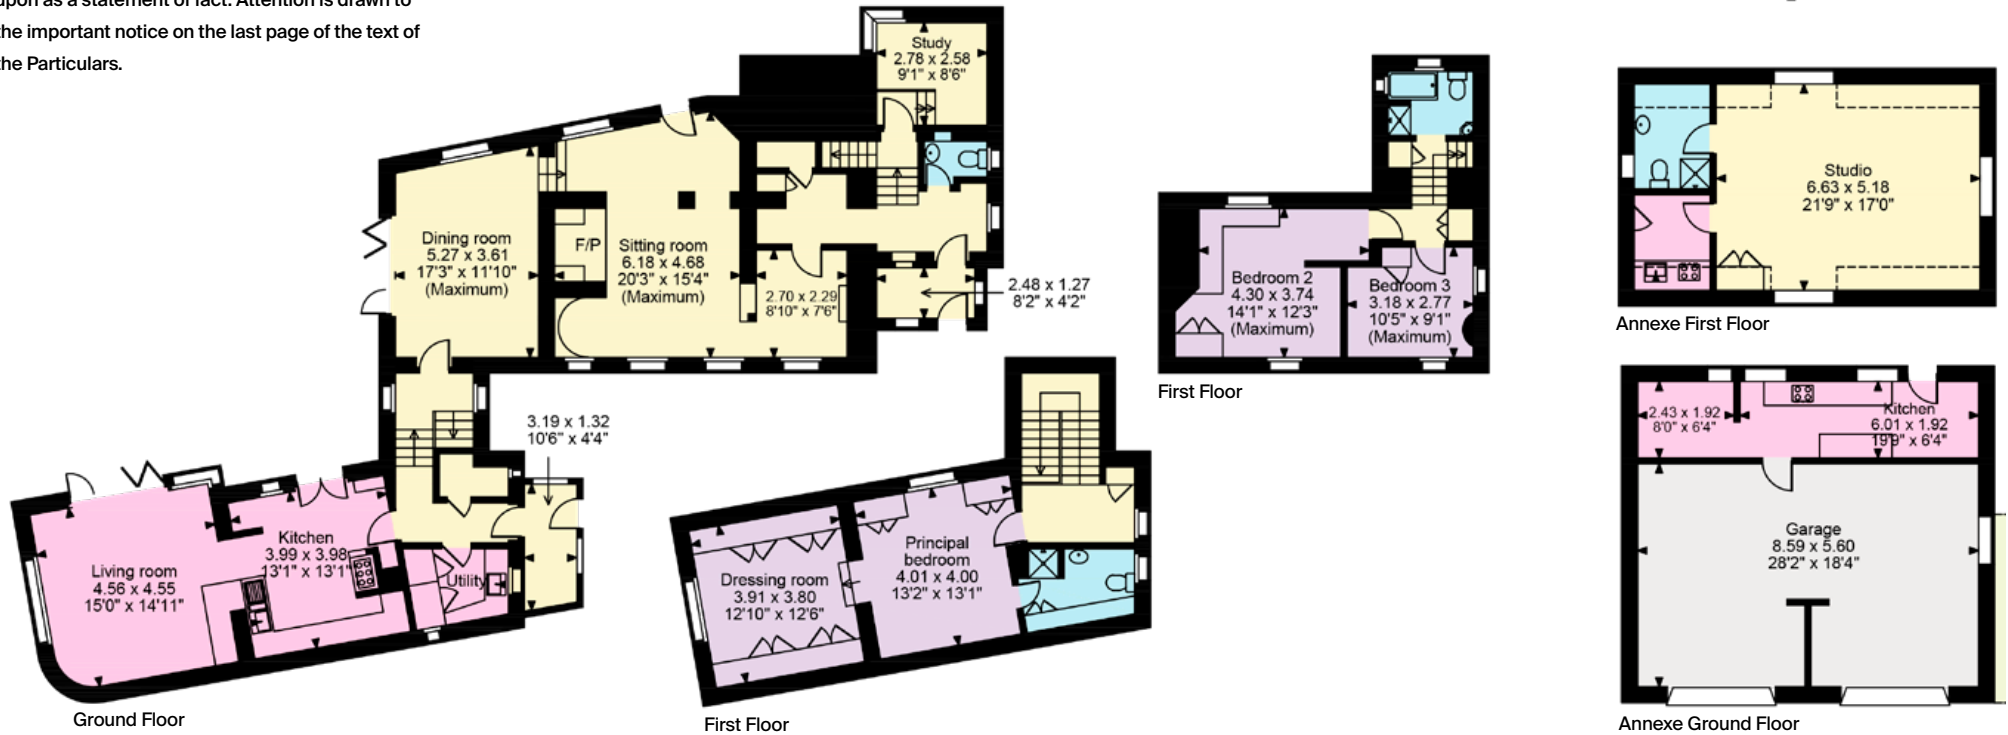 upon as a statement of fact. Attention is drawn to
the important notice on the last page of the text of
the Particulars.
Study
2.78 x 2.58
9'1" x 8'6"
Dining room
5.27 x 3.61
17'3" x 11'10"
(Maximum)
F/P
Sitting room
6.18 x 4.68
20'3" x 15'4"
(Maximum)
2.70 x 2.29
8'10" x 7'6"
2.48 x 1.27
8'2" x 4'2"
3.19 x 1.32
10'6" x 4'4"
Kitchen
3.99 x 3.98
13'1" x 13'1"
Living room
4.56 x 4.55
15'0" x 14'11"
Utility
Ground Floor
Dressing room
3.91 x 3.80
12'10" x 12'6"
Principal
bedroom
4.01 x 4.00
13'2" x 13'1"
First Floor
Bedroom 2
4.30 x 3.74
14'1" x 12'3"
(Maximum)
Bedroom 3
3.18 x 2.77
10'5" x 9'1"
(Maximum)
First Floor
Studio
6.63 x 5.18
21'9" x 17'0"
Annexe First Floor
2.43 x 1.92
8'0" x 6'4"
Kitchen
6.01 x 1.92
19'9" x 6'4"
Garage
8.59 x 5.60
28'2" x 18'4"
Annexe Ground Floor